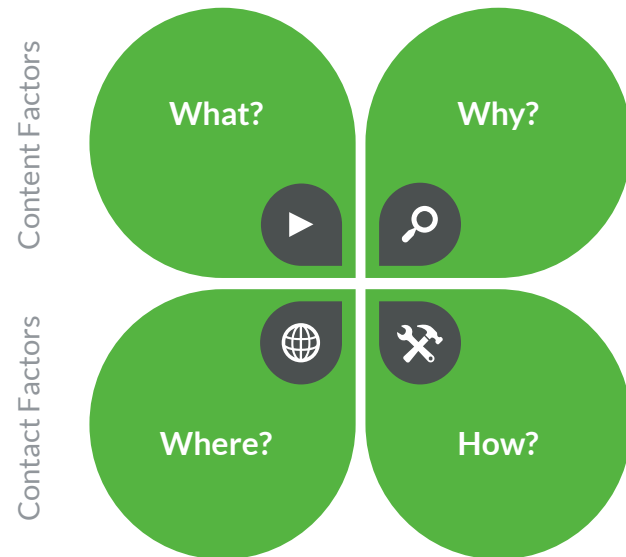 Content Factors
What?
Why?
Contact Factors
Where?
How?